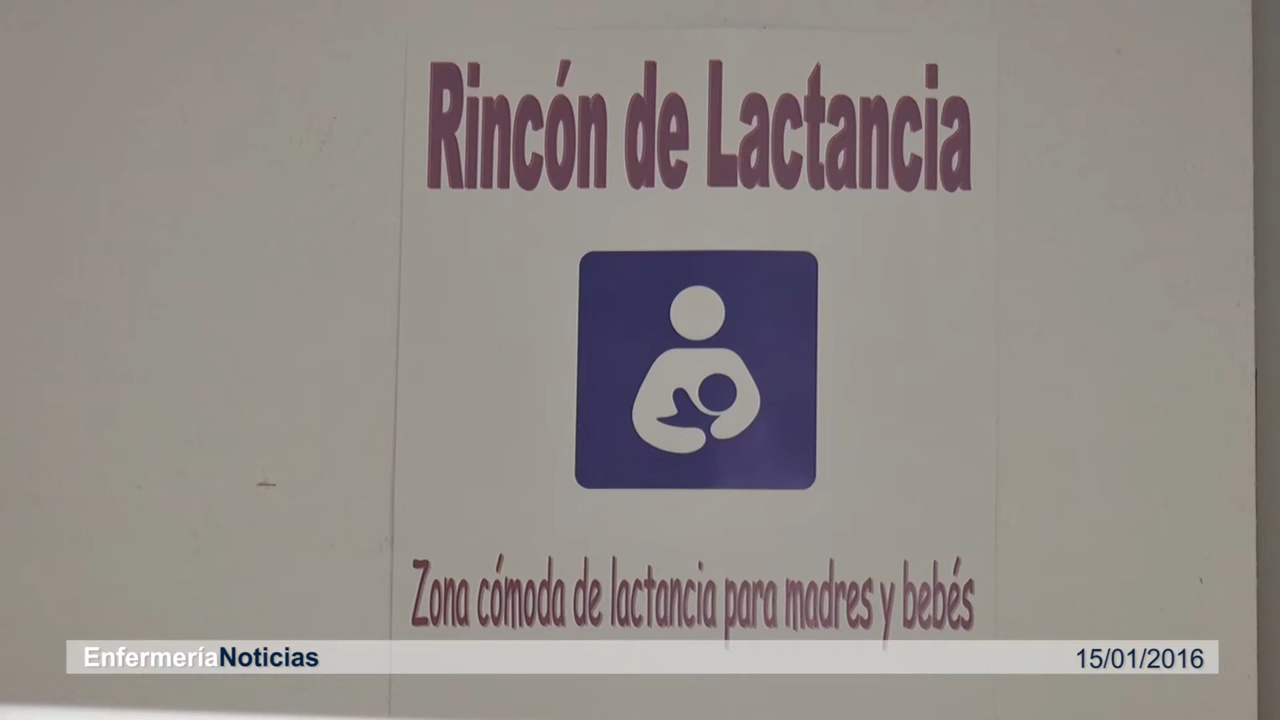 Rincón de Lactancia
Zona cómoda de lactancia para madres y bebés
EnfermeríaNoticias
15/01/2016